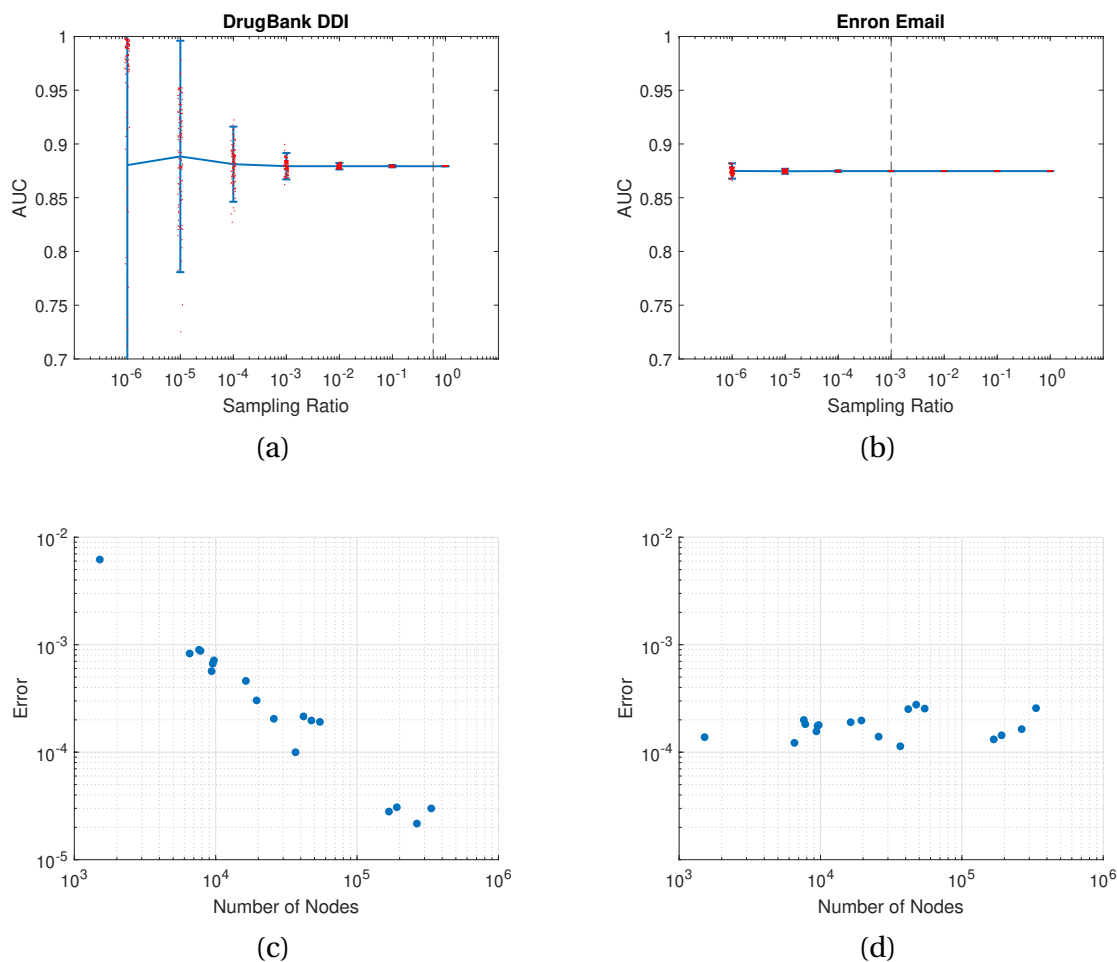 DrugBank DDI
1
0.95
0.9
0.85
0.8
0.75
0.7
AUC
10^-6 10^-5 10^-4 10^-3 10^-2 10^-1 10^0
Sampling Ratio
(a)
Enron Email
1
0.95
0.9
0.85
0.8
0.75
0.7
AUC
10^-6 10^-5 10^-4 10^-3 10^-2 10^-1 10^0
Sampling Ratio
(b)
10^-2
10^-3
10^-4
10^-5
Error
10^3 10^4 10^5 10^6
Number of Nodes
(c)
10^-2
10^-3
10^-4
10^-5
Error
10^3 10^4 10^5 10^6
Number of Nodes
(d)